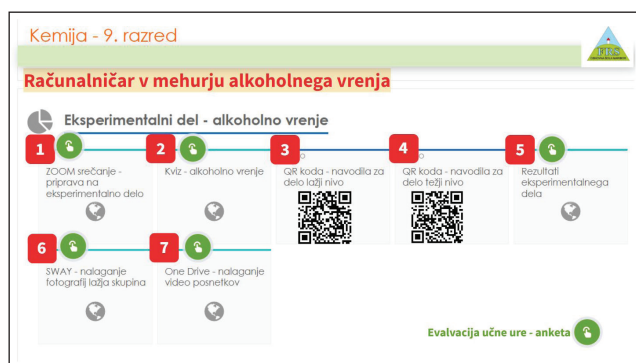 Kemija - 9. razred
FRS
Računalničar v mehurju alkoholnega vrenja
Eksperimentalni del - alkoholno vrenje
1
ZOOM srečanje -
priprava na
eksperimentalno delo
2
Kviz - alkoholno vrenje
3
QR koda - navodila za
delo lažji nivo
4
QR koda - navodila za
delo težji nivo
5
Rezultati
eksperimentalnega
dela
6
SWAY - nalaganje
fotografij lažja skupina
7
One Drive - nalaganje
video posnetkov
Evalvacija učne ure - anketa